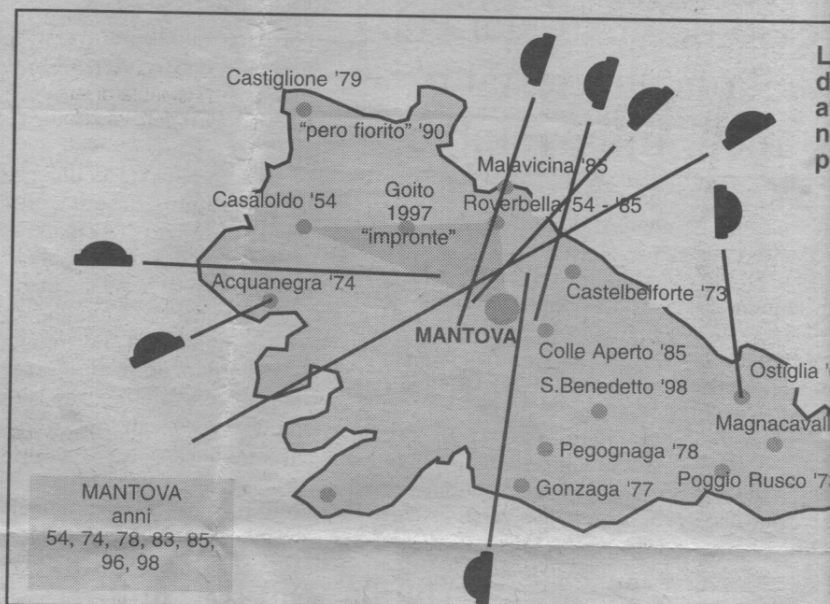 Castiglione '79
"pero fiorito" '90
Malavicina '85
Casaloldo '54
Goito
1997
"impronte"
Roverbella '54 - '85
Acquanegra '74
Castelbelforte '73
MANTOVA
Colle Aperto '85
Ostiglia '
S.Benedetto '98
Magnacavall
Pegognaga '78
Poggio Rusco '7
Gonzaga '77
MANTOVA
anni
54, 74, 78, 83, 85,
96, 98
L
d
a
n
p